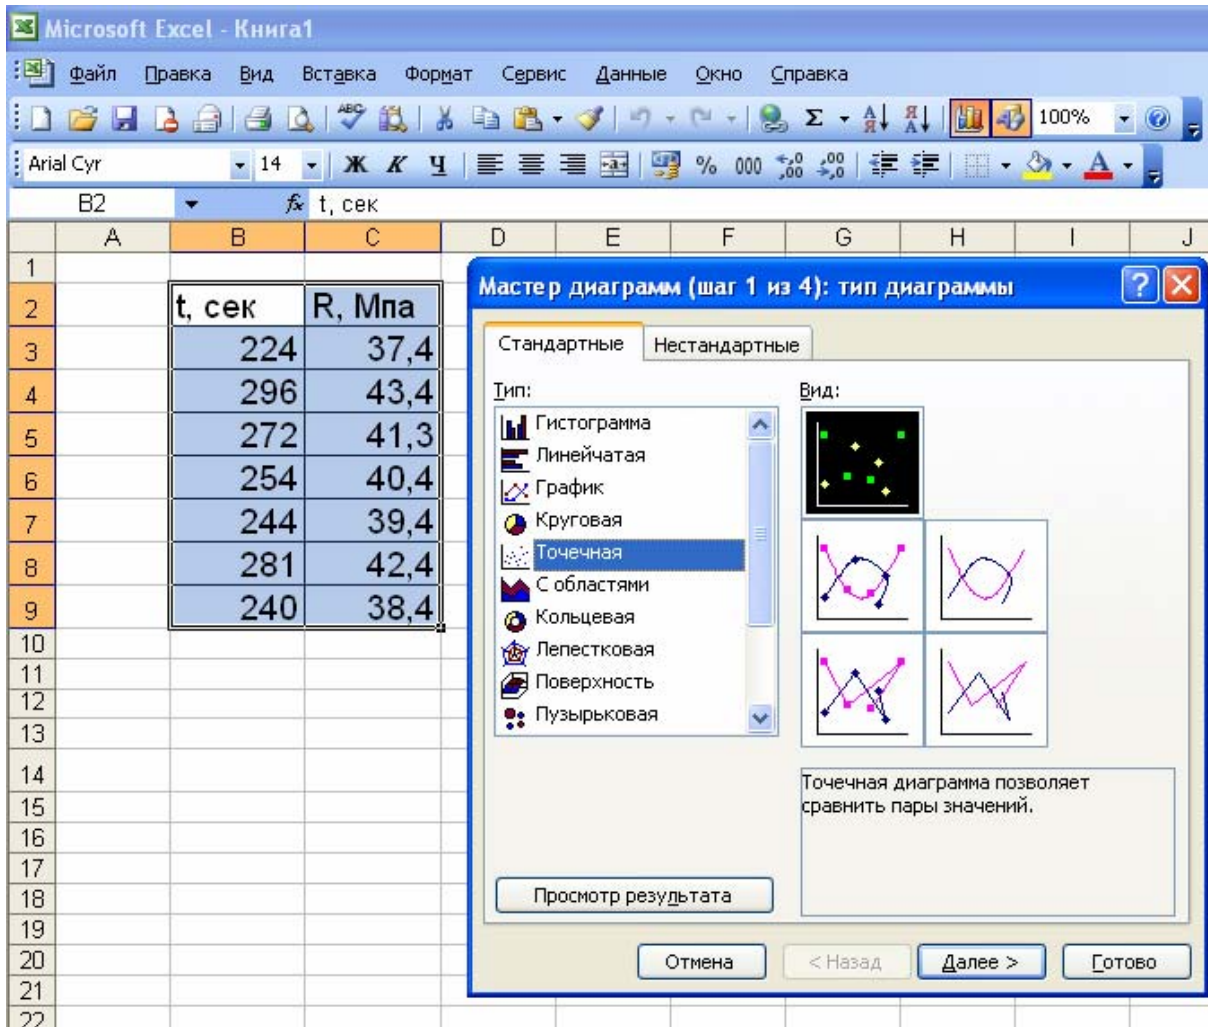 Microsoft Excel - Книга1
Файл Правка Вид Вставка Формат Сервис Данные Окно Справка
ABC Σ А Я Я А 100% ?
Arial Cyr 14 Ж К Ч % 000 ,0 ,00 ,00 ,0 A
B2 fx t, сек
A B C D E F G H I J
1
2 t, сек R, Мпа
3 224 37,4
4 296 43,4
5 272 41,3
6 254 40,4
7 244 39,4
8 281 42,4
9 240 38,4
10
11
12
13
14
15
16
17
18
19
20
21
22
Мастер диаграмм (шаг 1 из 4): тип диаграммы ?
Стандартные Нестандартные
Тип: Вид:
Гистограмма
Линейчатая
График
Круговая
Точечная
С областями
Кольцевая
Лепестковая
Поверхность
Пузырьковая
Точечная диаграмма позволяет
сравнить пары значений.
Просмотр результата
Отмена < Назад Далее > Готово